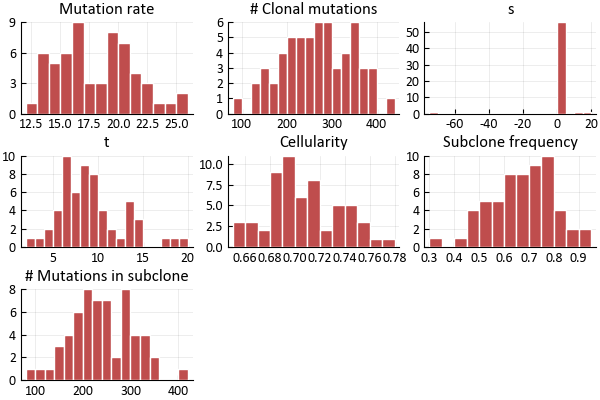 Mutation rate
9
6
3
0
12.5 15.0 17.5 20.0 22.5 25.0
# Clonal mutations
6
5
4
3
2
1
0
100 200 300 400
s
50
40
30
20
10
0
-60 -40 -20 0 20
t
10
8
6
4
2
0
5 10 15 20
Cellularity
10.0
7.5
5.0
2.5
0.0
0.66 0.68 0.70 0.72 0.74 0.76 0.78
Subclone frequency
10
8
6
4
2
0
0.3 0.4 0.5 0.6 0.7 0.8 0.9
# Mutations in subclone
8
6
4
2
0
100 200 300 400